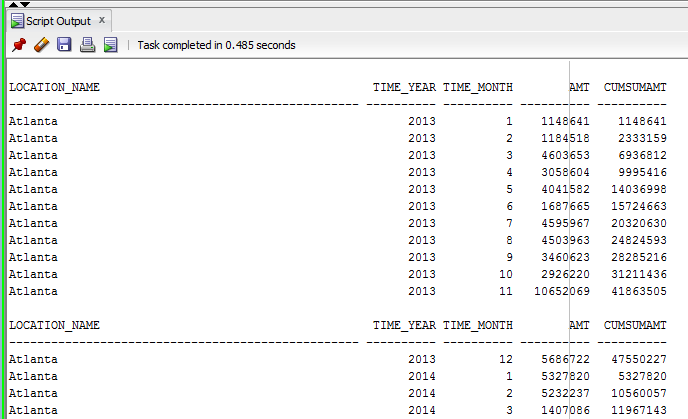 Script Output x
Task completed in 0.485 seconds
LOCATION_NAME TIME_YEAR TIME_MONTH AMT CUMSUMAMT
-------------------------------------------------- ---------- ---------- ---------- ----------
Atlanta 2013 1 1148641 1148641
Atlanta 2013 2 1184518 2333159
Atlanta 2013 3 4603653 6936812
Atlanta 2013 4 3058604 9995416
Atlanta 2013 5 4041582 14036998
Atlanta 2013 6 1687665 15724663
Atlanta 2013 7 4595967 20320630
Atlanta 2013 8 4503963 24824593
Atlanta 2013 9 3460623 28285216
Atlanta 2013 10 2926220 31211436
Atlanta 2013 11 10652069 41863505
LOCATION_NAME TIME_YEAR TIME_MONTH AMT CUMSUMAMT
-------------------------------------------------- ---------- ---------- ---------- ----------
Atlanta 2013 12 5686722 47550227
Atlanta 2014 1 5327820 5327820
Atlanta 2014 2 5232237 10560057
Atlanta 2014 3 1407086 11967143